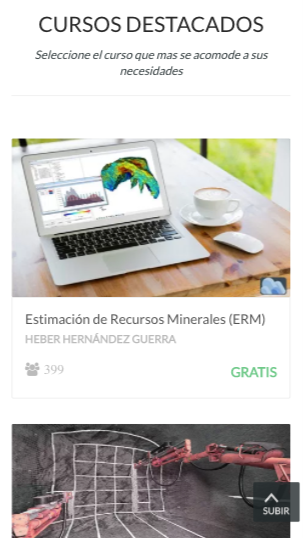 CURSOS DESTACADOS
Seleccione el curso que mas se acomode a sus
necesidades
Estimación de Recursos Minerales (ERM)
HEBER HERNÁNDEZ GUERRA
399
GRATIS
SUBIR